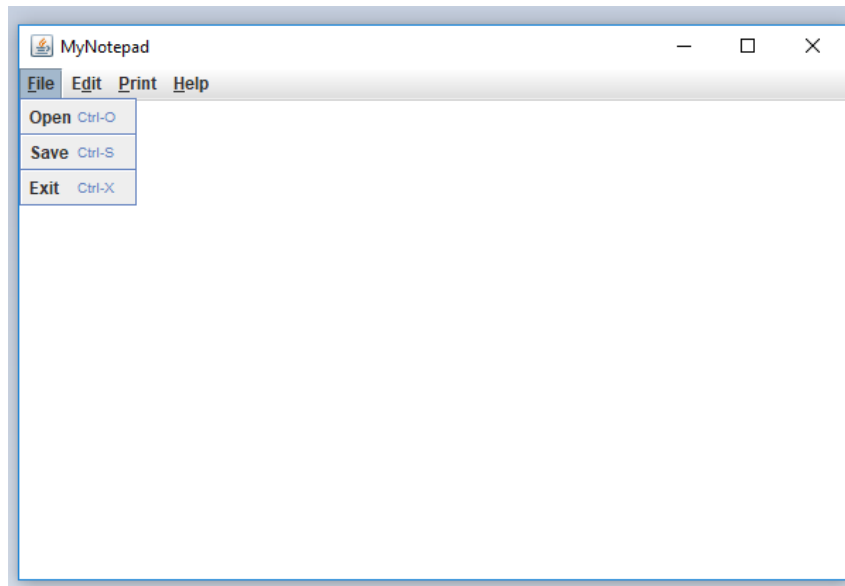 MyNotepad
File Edit Print Help
Open Ctrl-O
Save Ctrl-S
Exit Ctrl-X